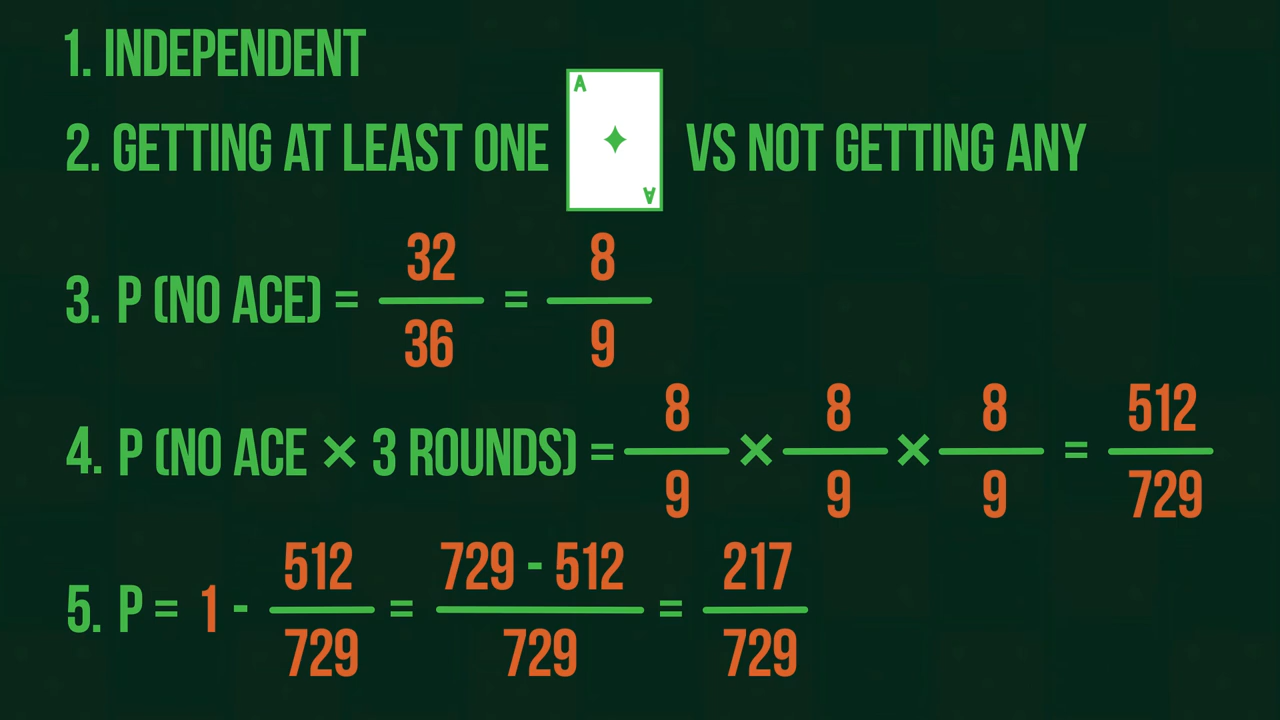 1. INDEPENDENT
2. GETTING AT LEAST ONE A A VS NOT GETTING ANY
3. P (NO ACE) = 32/36 = 8/9
4. P (NO ACE × 3 ROUNDS) = 8/9 × 8/9 × 8/9 = 512/729
5. P = 1 - 512/729 = 729 - 512/729 = 217/729